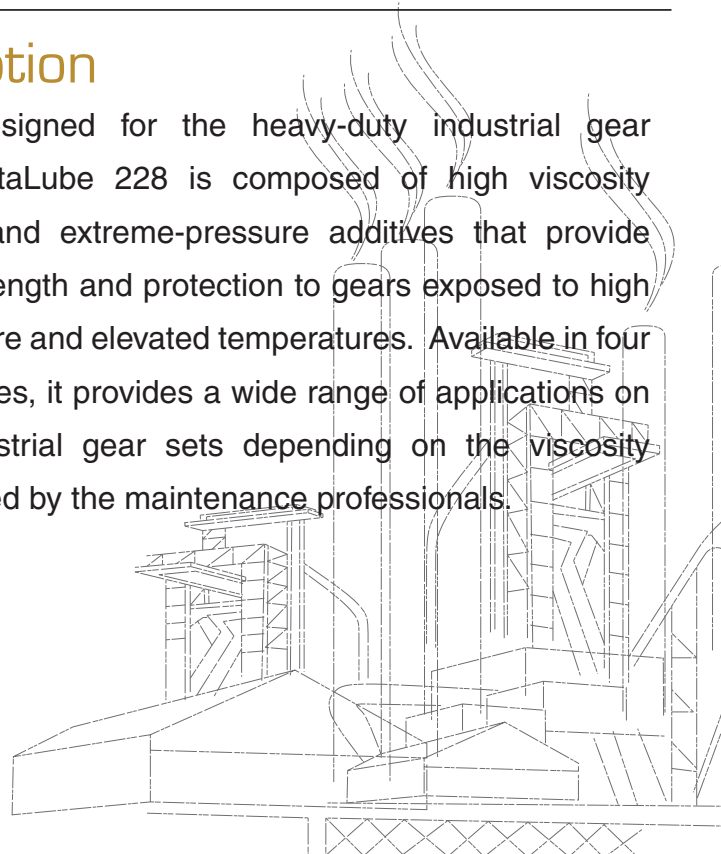 ption
signed for the heavy-duty industrial gear
taLube 228 is composed of high viscosity
and extreme-pressure additives that provide
ength and protection to gears exposed to high
re and elevated temperatures. Available in four
es, it provides a wide range of applications on
strial gear sets depending on the viscosity
ed by the maintenance professionals.